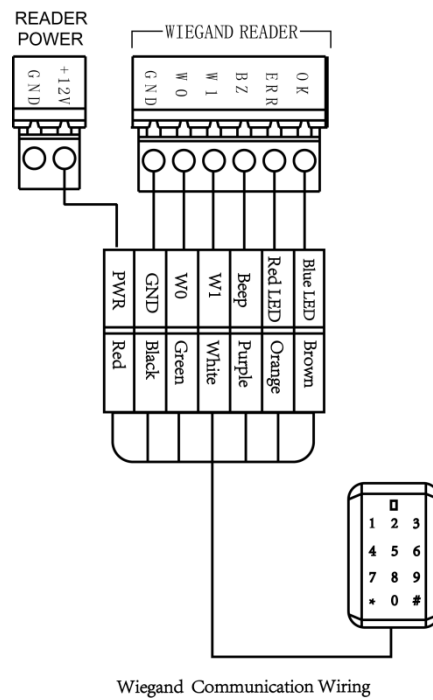 READER
POWER
WIEGAND READER
GND +12V
GND W0 W1 BZ ERR OK
PWR GND W0 W1 Beep Red LED Blue LED
Red Black Green White Purple Orange Brown
1 2 3
4 5 6
7 8 9
* 0 #
Wiegand Communication Wiring